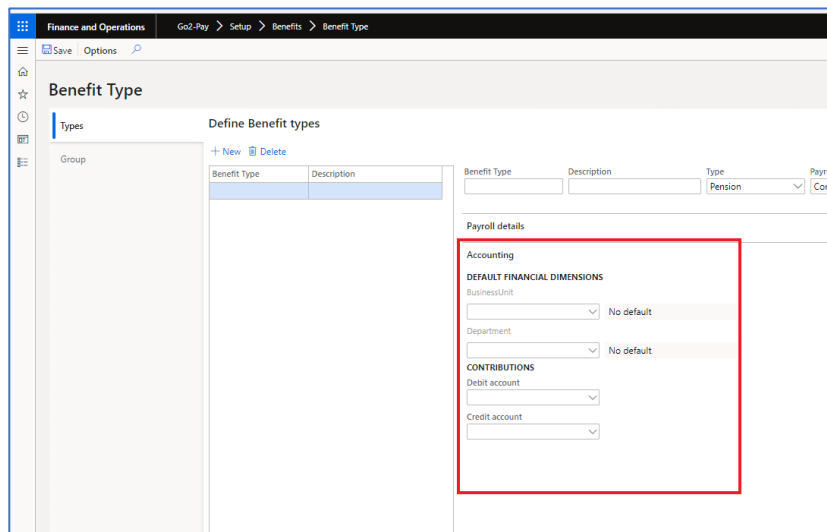 Finance and Operations Go2-Pay > Setup > Benefits > Benefit Type
Save Options
Benefit Type
Types
Group
Define Benefit types
+ New Delete
Benefit Type Description
Benefit Type Description Type
Pension
Payroll details
Accounting
DEFAULT FINANCIAL DIMENSIONS
BusinessUnit
No default
Department
No default
CONTRIBUTIONS
Debit account
Credit account